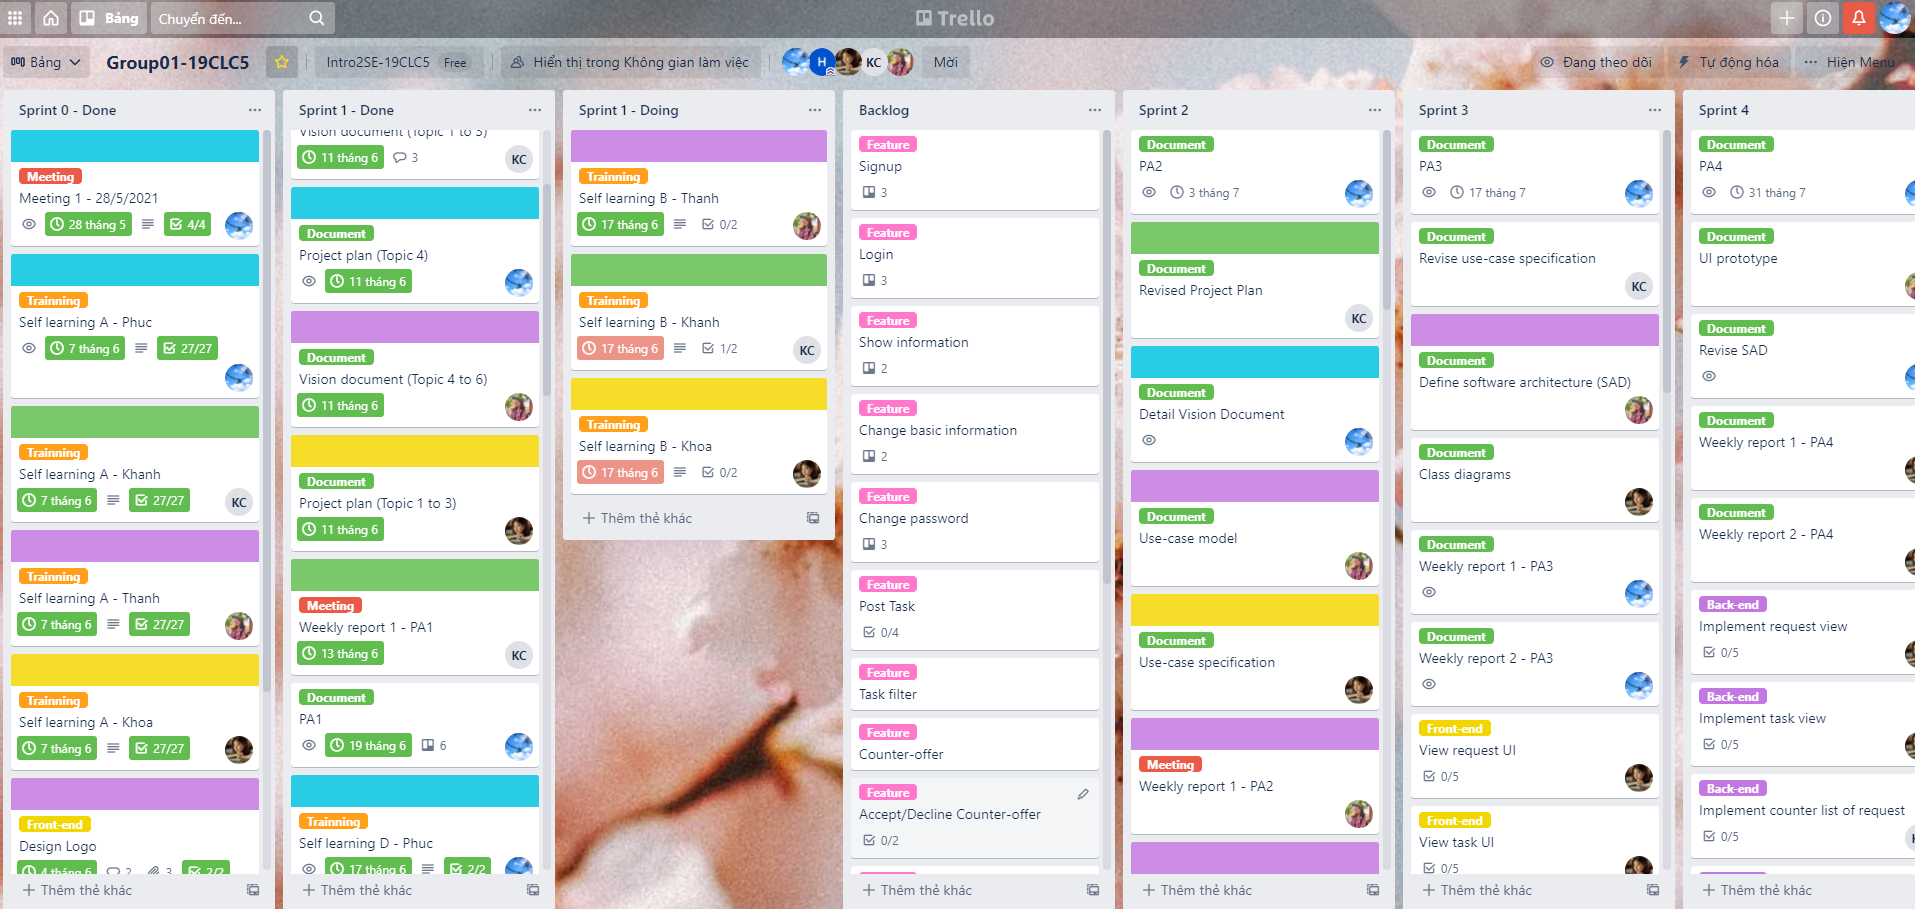 Bảng
Chuyển đến...
Trello
Bảng
Group01-19CLC5
Intro2SE-19CLC5 Free
Hiển thị trong Không gian làm việc
H
KC
Mời
Đang theo dõi
Tự động hóa
Hiện Menu
Sprint 0 - Done
Meeting
Meeting 1 - 28/5/2021
28 tháng 5 4/4
Trainning
Self learning A - Phuc
7 tháng 6 27/27
Trainning
Self learning A - Khanh
7 tháng 6 27/27
KC
Trainning
Self learning A - Thanh
7 tháng 6 27/27
Trainning
Self learning A - Khoa
7 tháng 6 27/27
Front-end
Design Logo
4 tháng 6 2 3 2/2
Thêm thẻ khác
Sprint 1 - Done
Vision document (Topic 1 to 3)
11 tháng 6 3
KC
Document
Project plan (Topic 4)
11 tháng 6
Document
Vision document (Topic 4 to 6)
11 tháng 6
Document
Project plan (Topic 1 to 3)
11 tháng 6
Meeting
Weekly report 1 - PA1
13 tháng 6
KC
Document
PA1
19 tháng 6 6
Trainning
Self learning D - Phuc
17 tháng 6 2/2
Thêm thẻ khác
Sprint 1 - Doing
Trainning
Self learning B - Thanh
17 tháng 6 0/2
Trainning
Self learning B - Khanh
17 tháng 6 1/2
KC
Trainning
Self learning B - Khoa
17 tháng 6 0/2
Thêm thẻ khác
Backlog
Feature
Signup
3
Feature
Login
3
Feature
Show information
2
Feature
Change basic information
2
Feature
Change password
3
Feature
Post Task
0/4
Feature
Task filter
Feature
Counter-offer
Feature
Accept/Decline Counter-offer
0/2
Thêm thẻ khác
Sprint 2
Document
PA2
3 tháng 7
Document
Revised Project Plan
KC
Document
Detail Vision Document
Document
Use-case model
Document
Use-case specification
Meeting
Weekly report 1 - PA2
Thêm thẻ khác
Sprint 3
Document
PA3
17 tháng 7
Document
Revise use-case specification
KC
Document
Define software architecture (SAD)
Document
Class diagrams
Document
Weekly report 1 - PA3
Document
Weekly report 2 - PA3
Front-end
View request UI
0/5
Front-end
View task UI
0/5
Thêm thẻ khác
Sprint 4
Document
PA4
31 tháng 7
Document
UI prototype
Document
Revise SAD
Document
Weekly report 1 - PA4
Document
Weekly report 2 - PA4
Back-end
Implement request view
0/5
Back-end
Implement task view
0/5
Back-end
Implement counter list of request
0/5
Thêm thẻ khác